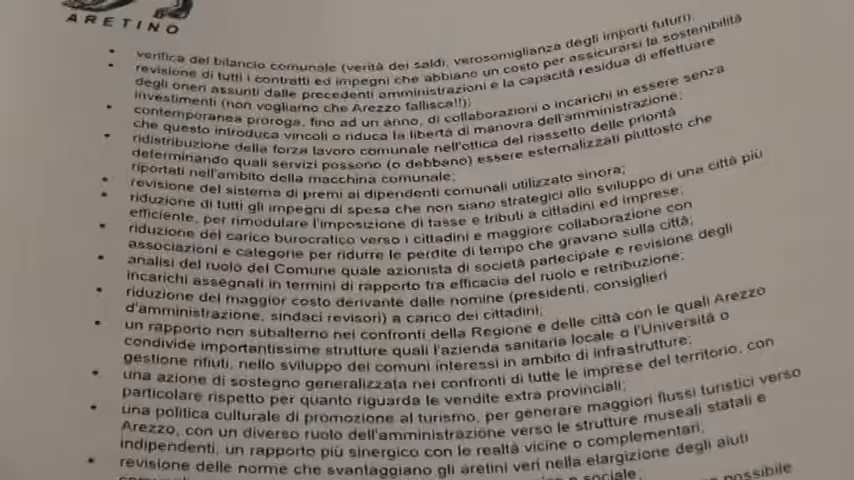 ARETINO
• verifica del bilancio comunale (verità dei saldi, verosomiglianza degli importi futuri);
• revisione di tutti i contratti ed impegni che abbiano un costo per assicurarsi la sostenibilità
degli oneri assunti dalle precedenti amministrazioni e la capacità residua di effettuare
investimenti (non vogliamo che Arezzo fallisca!!);
• contemporanea proroga, fino ad un anno, di collaborazioni o incarichi in essere senza
che questo introduca vincoli o riduca la libertà di manovra dell'amministrazione;
• ridistribuzione della forza lavoro comunale nell'ottica del riassetto delle priorità
determinando quali servizi possono (o debbano) essere esternalizzati piuttosto che
riportati nell'ambito della macchina comunale;
• revisione del sistema di premi ai dipendenti comunali utilizzato sinora;
• riduzione di tutti gli impegni di spesa che non siano strategici allo sviluppo di una città più
efficiente, per rimodulare l'imposizione di tasse e tributi a cittadini ed imprese;
• riduzione del carico burocratico verso i cittadini e maggiore collaborazione con
associazioni e categorie per ridurre le perdite di tempo che gravano sulla città;
• analisi del ruolo del Comune quale azionista di società partecipate e revisione degli
incarichi assegnati in termini di rapporto fra efficacia del ruolo e retribuzione;
• riduzione del maggior costo derivante dalle nomine (presidenti, consiglieri
d'amministrazione, sindaci revisori) a carico dei cittadini;
• un rapporto non subalterno nei confronti della Regione e delle città con le quali Arezzo
condivide importantissime strutture quali l'azienda sanitaria locale o l'Università o
gestione rifiuti, nello sviluppo dei comuni interessi in ambito di infrastrutture;
• una azione di sostegno generalizzata nei confronti di tutte le imprese del territorio, con
particolare rispetto per quanto riguarda le vendite extra provinciali;
• una politica culturale di promozione al turismo, per generare maggiori flussi turistici verso
Arezzo, con un diverso ruolo dell'amministrazione verso le strutture museali statali e
indipendenti, un rapporto più sinergico con le realtà vicine o complementari,
• revisione delle norme che svantaggiano gli aretini veri nella elargizione degli aiuti
sociale;
possibile